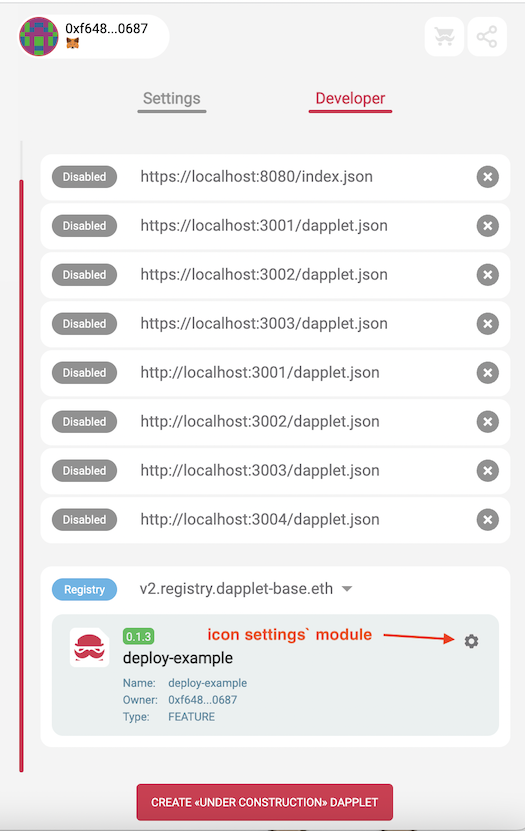 0xf648...0687
Settings
Developer
Disabled https://localhost:8080/index.json
Disabled https://localhost:3001/dapplet.json
Disabled https://localhost:3002/dapplet.json
Disabled https://localhost:3003/dapplet.json
Disabled http://localhost:3001/dapplet.json
Disabled http://localhost:3002/dapplet.json
Disabled http://localhost:3003/dapplet.json
Disabled http://localhost:3004/dapplet.json
Registry v2.registry.dapplet-base.eth
0.1.3
icon settings` module
deploy-example
Name: deploy-example
Owner: 0xf648...0687
Type: FEATURE
CREATE «UNDER CONSTRUCTION» DAPPLET